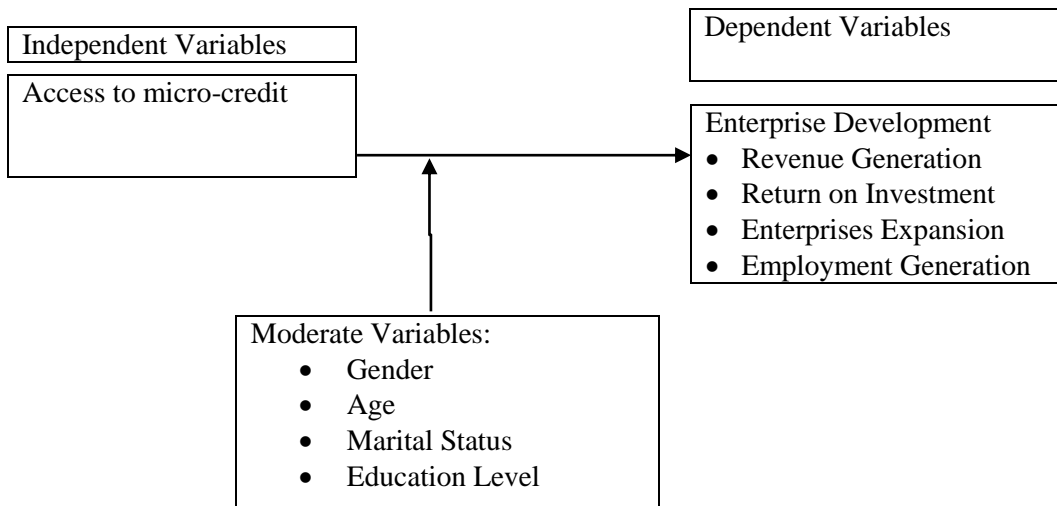 Independent Variables
Access to micro-credit
Dependent Variables
Enterprise Development
• Revenue Generation
• Return on Investment
• Enterprises Expansion
• Employment Generation
Moderate Variables:
• Gender
• Age
• Marital Status
• Education Level